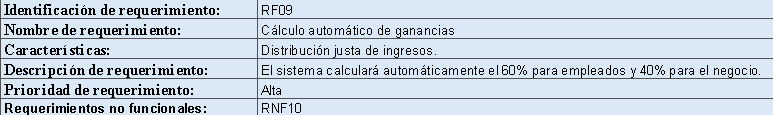 Identificación de requerimiento: RF09
Nombre de requerimiento: Cálculo automático de ganancias
Características: Distribución justa de ingresos.
Descripción de requerimiento: El sistema calculará automáticamente el 60% para empleados y 40% para el negocio.
Prioridad de requerimiento: Alta
Requerimientos no funcionales: RNF10